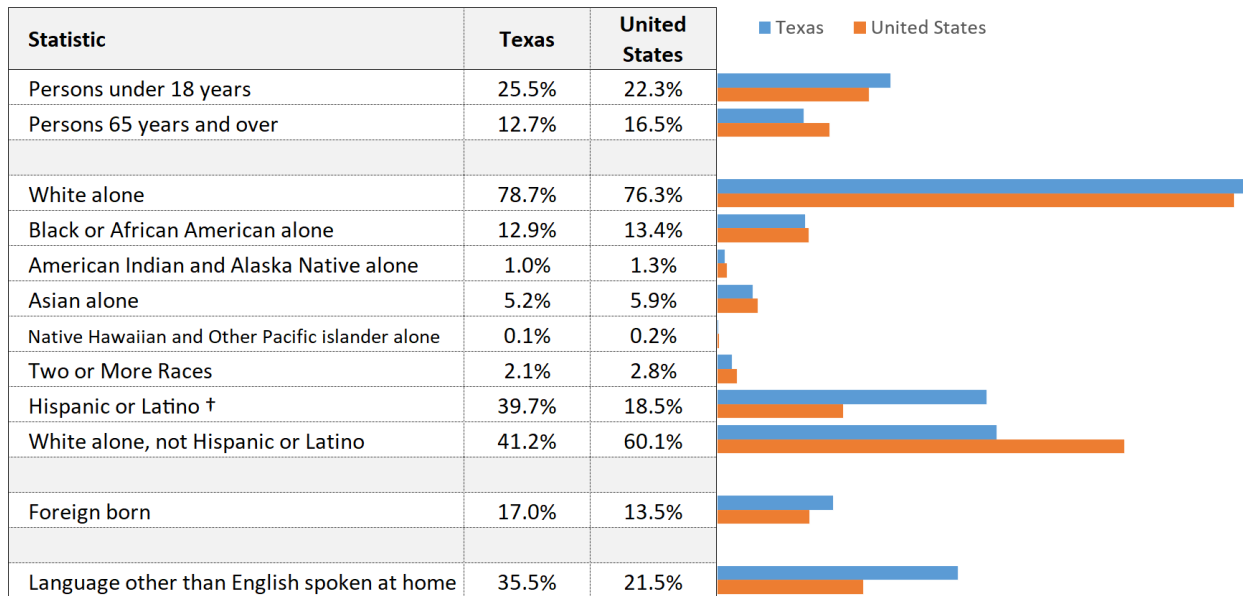 Statistic Texas United States
Texas United States
Persons under 18 years 25.5% 22.3%
Persons 65 years and over 12.7% 16.5%
White alone 78.7% 76.3%
Black or African American alone 12.9% 13.4%
American Indian and Alaska Native alone 1.0% 1.3%
Asian alone 5.2% 5.9%
Native Hawaiian and Other Pacific islander alone 0.1% 0.2%
Two or More Races 2.1% 2.8%
Hispanic or Latino † 39.7% 18.5%
White alone, not Hispanic or Latino 41.2% 60.1%
Foreign born 17.0% 13.5%
Language other than English spoken at home 35.5% 21.5%